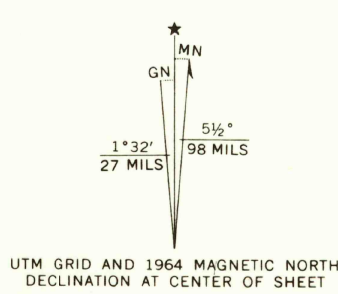 ★
MN
GN
5½°
1°32′
98 MILS
27 MILS
UTM GRID AND 1964 MAGNETIC NORTH
DECLINATION AT CENTER OF SHEET